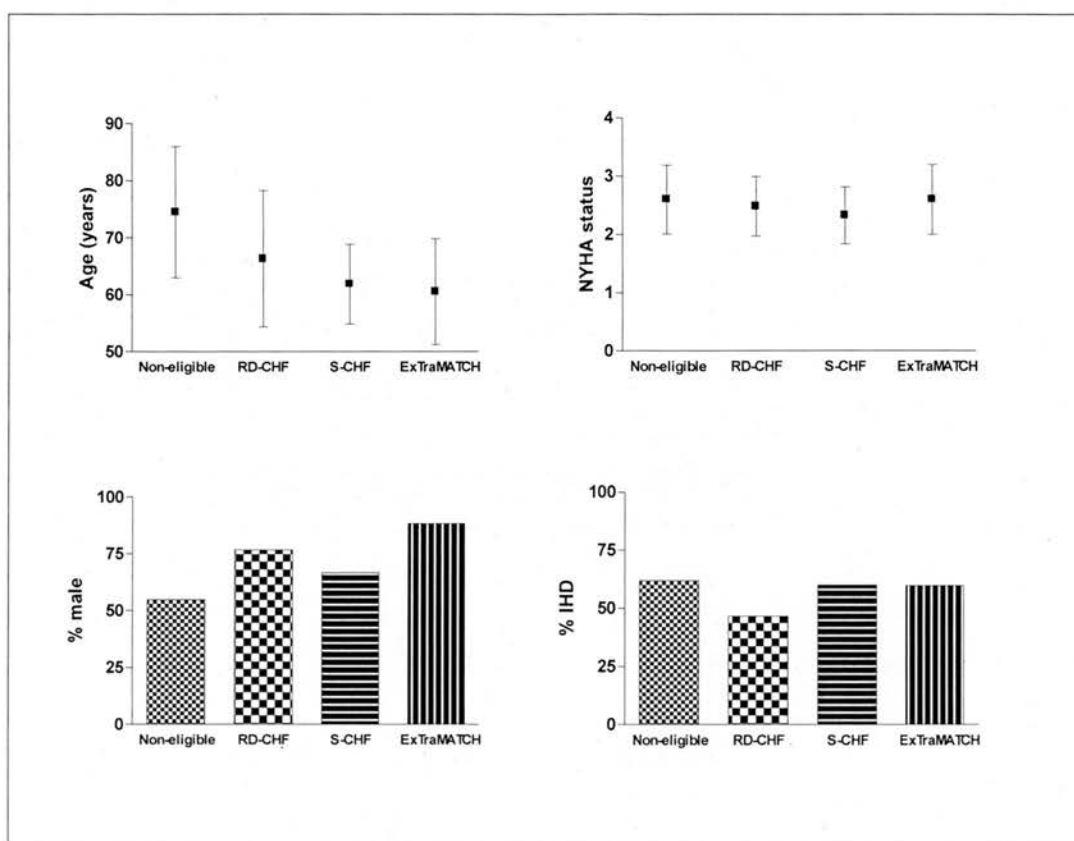 Age (years)
90
80
70
60
50
Non-eligible RD-CHF S-CHF ExTraMATCH
NYHA status
4
3
2
1
0
Non-eligible RD-CHF S-CHF ExTraMATCH
% male
100
75
50
25
0
Non-eligible RD-CHF S-CHF ExTraMATCH
% IHD
100
75
50
25
0
Non-eligible RD-CHF S-CHF ExTraMATCH